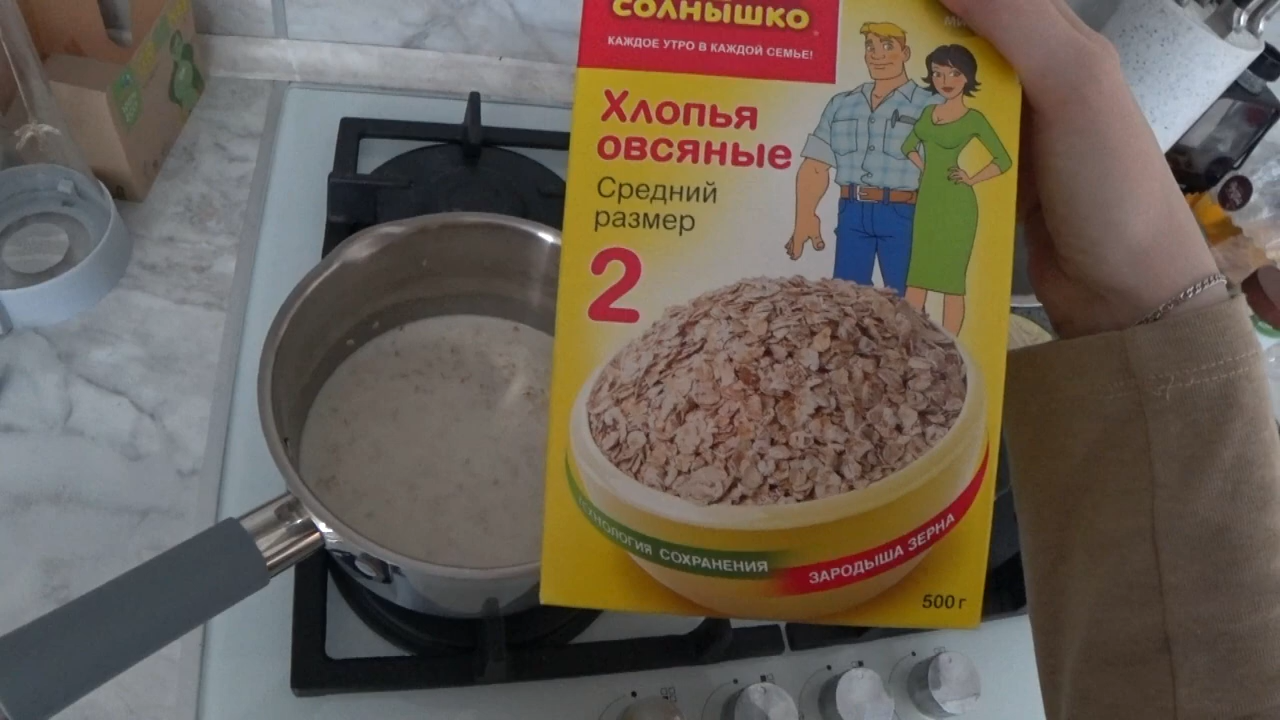 СОЛНЫШКО
КАЖДОЕ УТРО В КАЖДОЙ СЕМЬЕ!
Хлопья
овсяные
Средний
размер
2
ТЕХНОЛОГИЯ СОХРАНЕНИЯ
ЗАРОДЫША ЗЕРНА
500 г